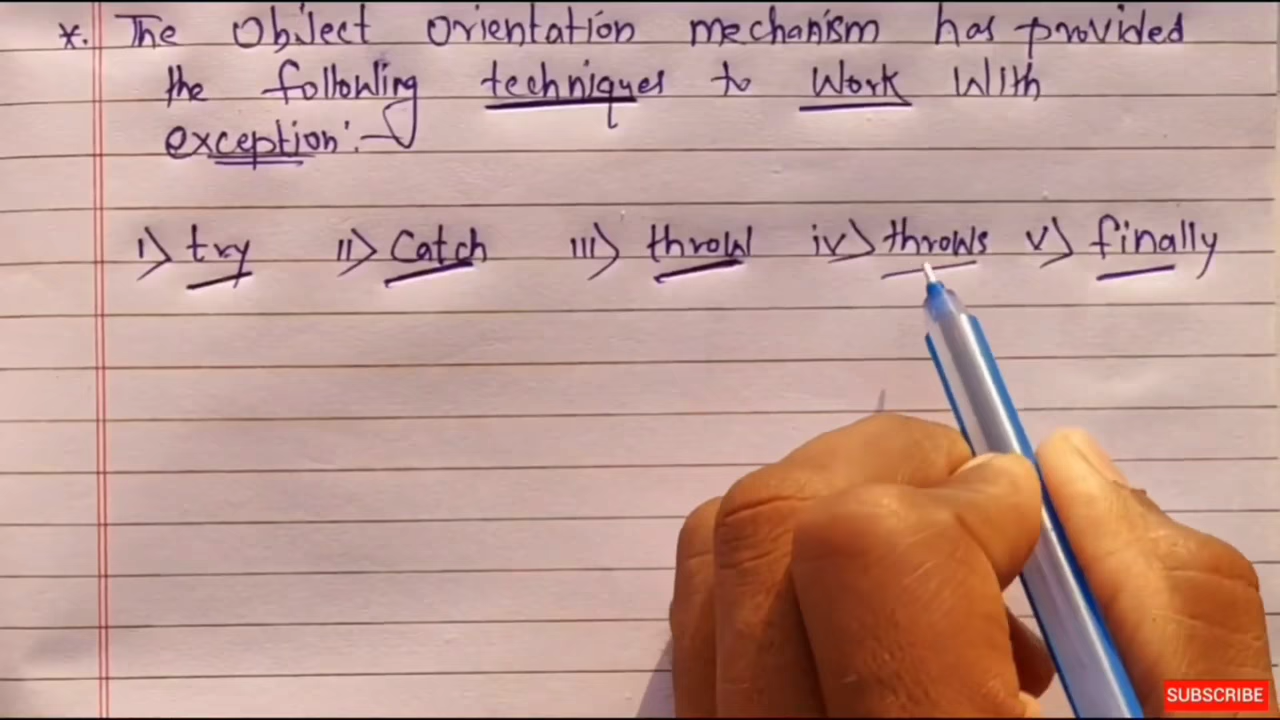 *. The Object orientation mechanism has provided
the following techniques to Work With
exception:-
i) try ii) Catch iii) throw iv) throws v) finally
SUBSCRIBE